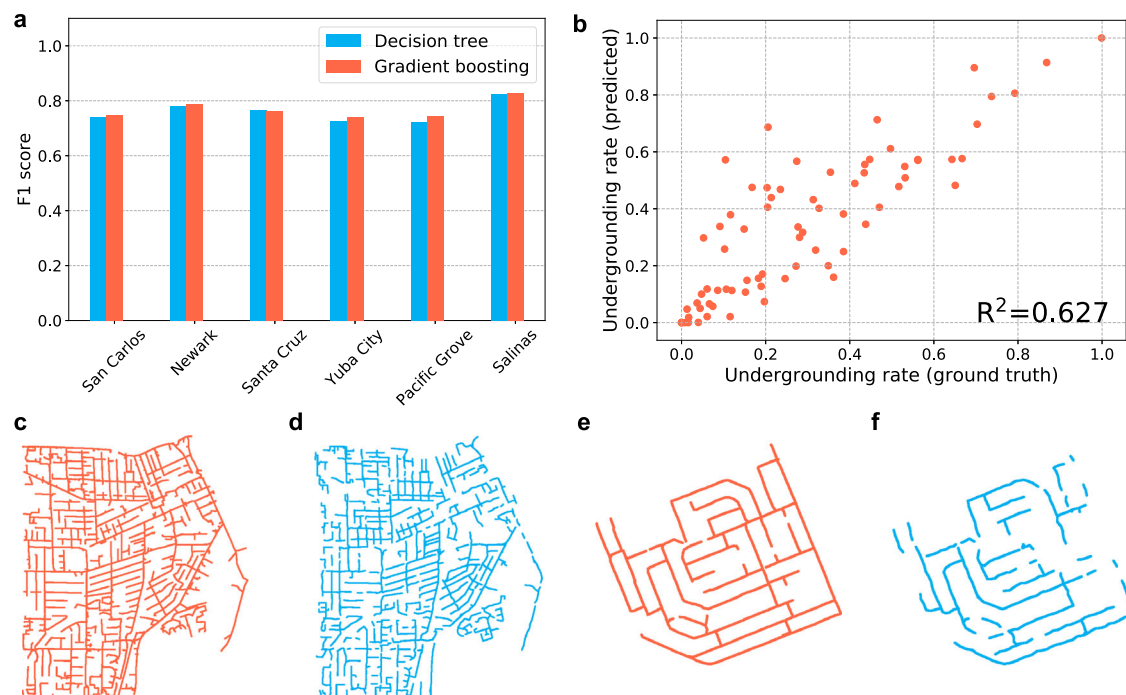 a
1.0
0.8
0.6
0.4
0.2
0.0
F1 score
Decision tree
Gradient boosting
San Carlos
Newark
Santa Cruz
Yuba City
Pacific Grove
Salinas
b
1.0
0.8
0.6
0.4
0.2
0.0
Undergrounding rate (predicted)
R²=0.627
0.0 0.2 0.4 0.6 0.8 1.0
Undergrounding rate (ground truth)
c
d
e
f